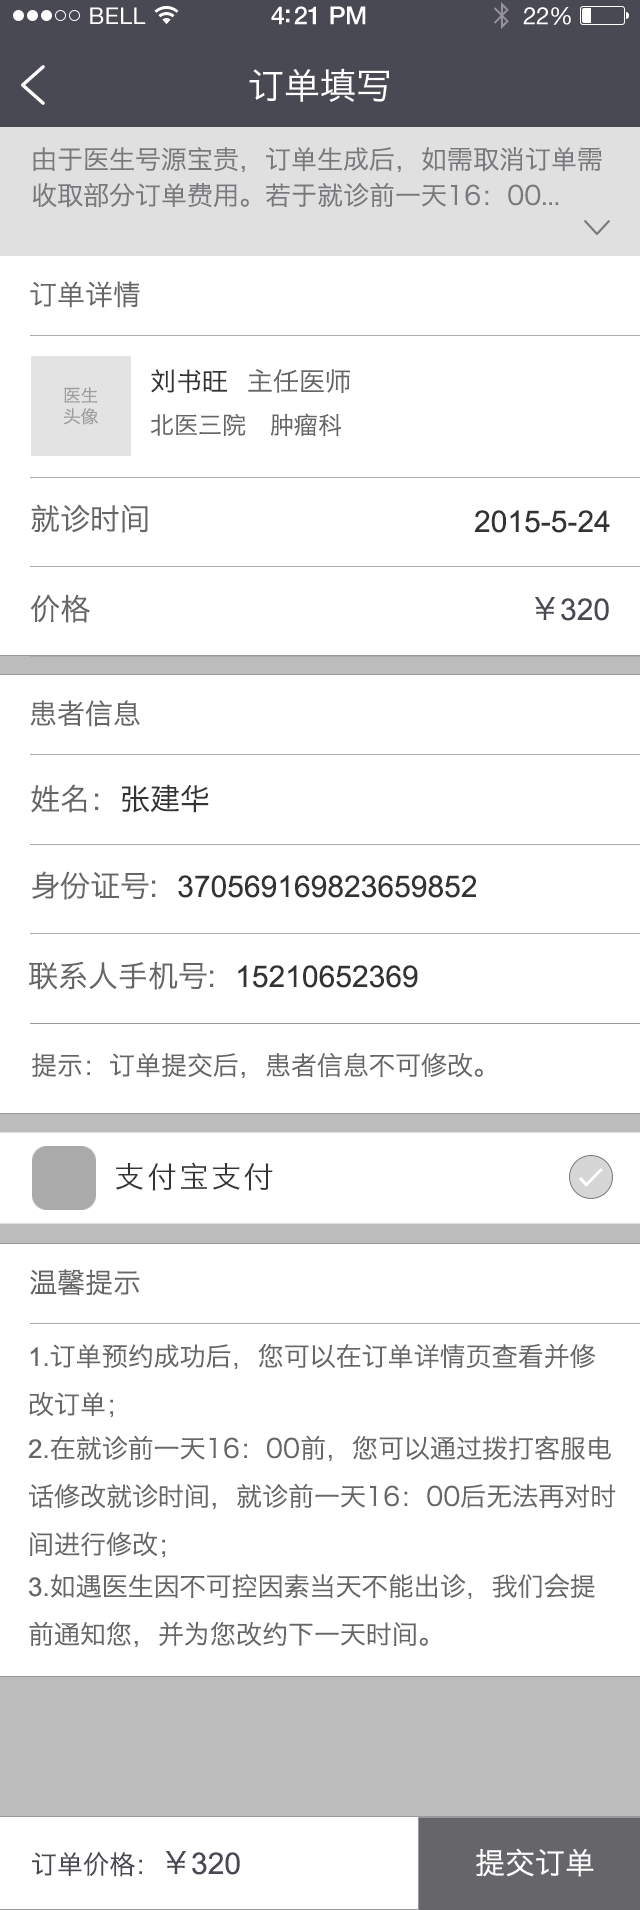 BELL 4:21 PM 22%
订单填写
由于医生号源宝贵，订单生成后，如需取消订单需
收取部分订单费用。若于就诊前一天16：00...
订单详情
医生
头像
刘书旺 主任医师
北医三院 肿瘤科
就诊时间 2015-5-24
价格 ￥320
患者信息
姓名：张建华
身份证号：370569169823659852
联系人手机号：15210652369
提示：订单提交后，患者信息不可修改。
支付宝支付
温馨提示
1.订单预约成功后，您可以在订单详情页查看并修
改订单；
2.在就诊前一天16：00前，您可以通过拨打客服电
话修改就诊时间，就诊前一天16：00后无法再对时
间进行修改；
3.如遇医生因不可控因素当天不能出诊，我们会提
前通知您，并为您改约下一天时间。
订单价格：￥320 提交订单